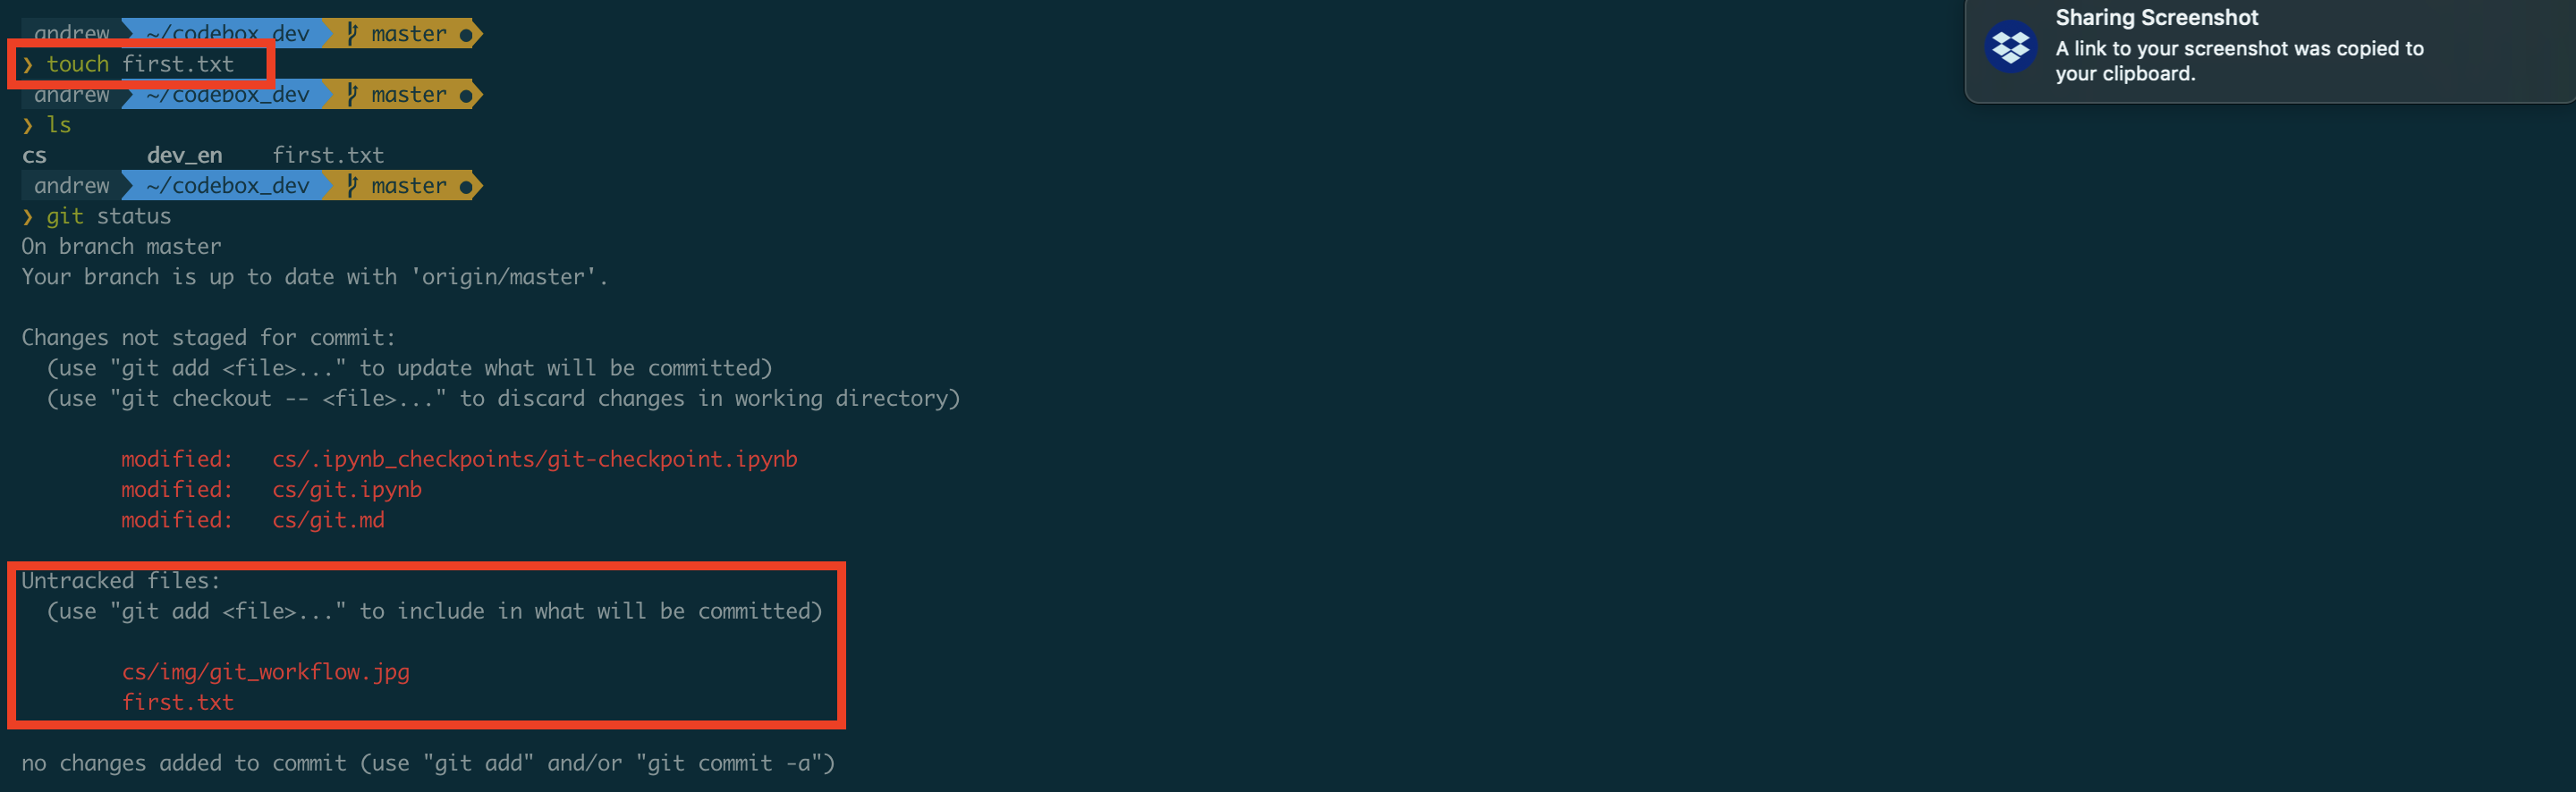 andrew ~/codebox_dev master ●
❯ touch first.txt
andrew ~/codebox_dev master ●
❯ ls
cs dev_en first.txt
andrew ~/codebox_dev master ●
❯ git status
On branch master
Your branch is up to date with 'origin/master'.
Changes not staged for commit:
(use "git add <file>..." to update what will be committed)
(use "git checkout -- <file>..." to discard changes in working directory)
modified: cs/.ipynb_checkpoints/git-checkpoint.ipynb
modified: cs/git.ipynb
modified: cs/git.md
Untracked files:
(use "git add <file>..." to include in what will be committed)
cs/img/git_workflow.jpg
first.txt
no changes added to commit (use "git add" and/or "git commit -a")
Sharing Screenshot
A link to your screenshot was copied to
your clipboard.